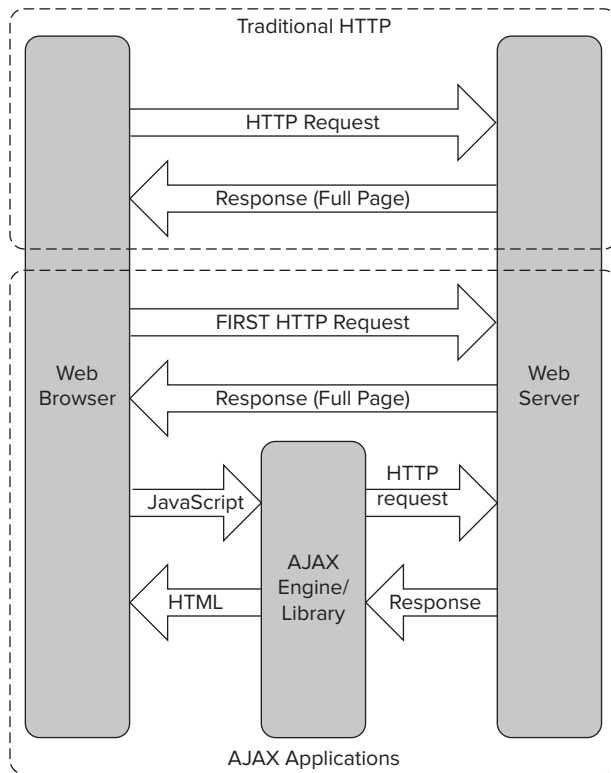 Traditional HTTP
HTTP Request
Response (Full Page)
FIRST HTTP Request
Web
Browser
Web
Server
Response (Full Page)
JavaScript
HTTP
request
AJAX
Engine/
Library
HTML
Response
AJAX Applications